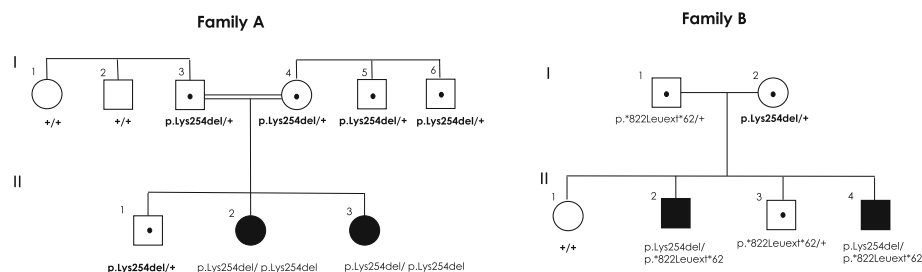 Family A
I
1
2
3
4
5
6
+/+
+/+
p.Lys254del/+
p.Lys254del/+
p.Lys254del/+
p.Lys254del/+
II
1
2
3
p.Lys254del/+
p.Lys254del/ p.Lys254del
p.Lys254del/ p.Lys254del
Family B
I
1
2
p.*822Leuext*62/+
p.Lys254del/+
II
1
2
3
4
+/+
p.Lys254del/
p.*822Leuext*62
p.*822Leuext*62/+
p.Lys254del/
p.*822Leuext*62